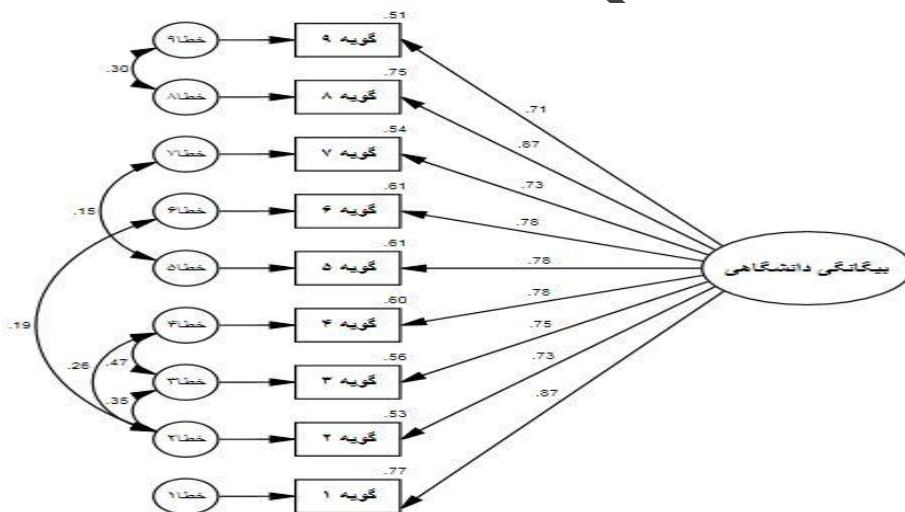 .51
خطا۹ گویه ۹
.71
.30
.75
خطا۸ گویه ۸
.87
.54
خطا۷ گویه ۷
.73
.15
.61
خطا۶ گویه ۶
.78
.61
خطا۵ گویه ۵
.78
بیگانگی دانشگاهی
.60
خطا۴ گویه ۴
.78
.19
.26
.47
.56
خطا۳ گویه ۳
.75
.35
.53
خطا۲ گویه ۲
.73
.77
خطا۱ گویه ۱
.87